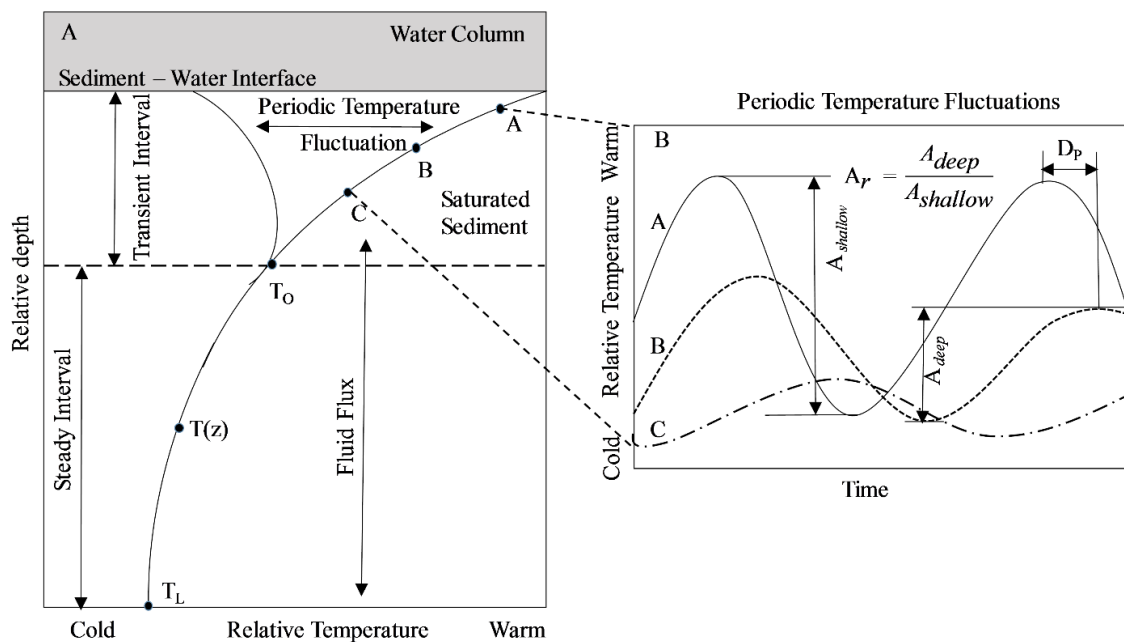 A
Water Column
Sediment – Water Interface
Transient Interval
Periodic Temperature
Fluctuation
A
B
C
Saturated
Sediment
Relative depth
T_O
Steady Interval
T(z)
Fluid Flux
T_L
Cold
Relative Temperature
Warm
Periodic Temperature Fluctuations
B
A_r = A_deep / A_shallow
D_P
Cold Relative Temperature Warm
A
B
C
A_shallow
A_deep
Time